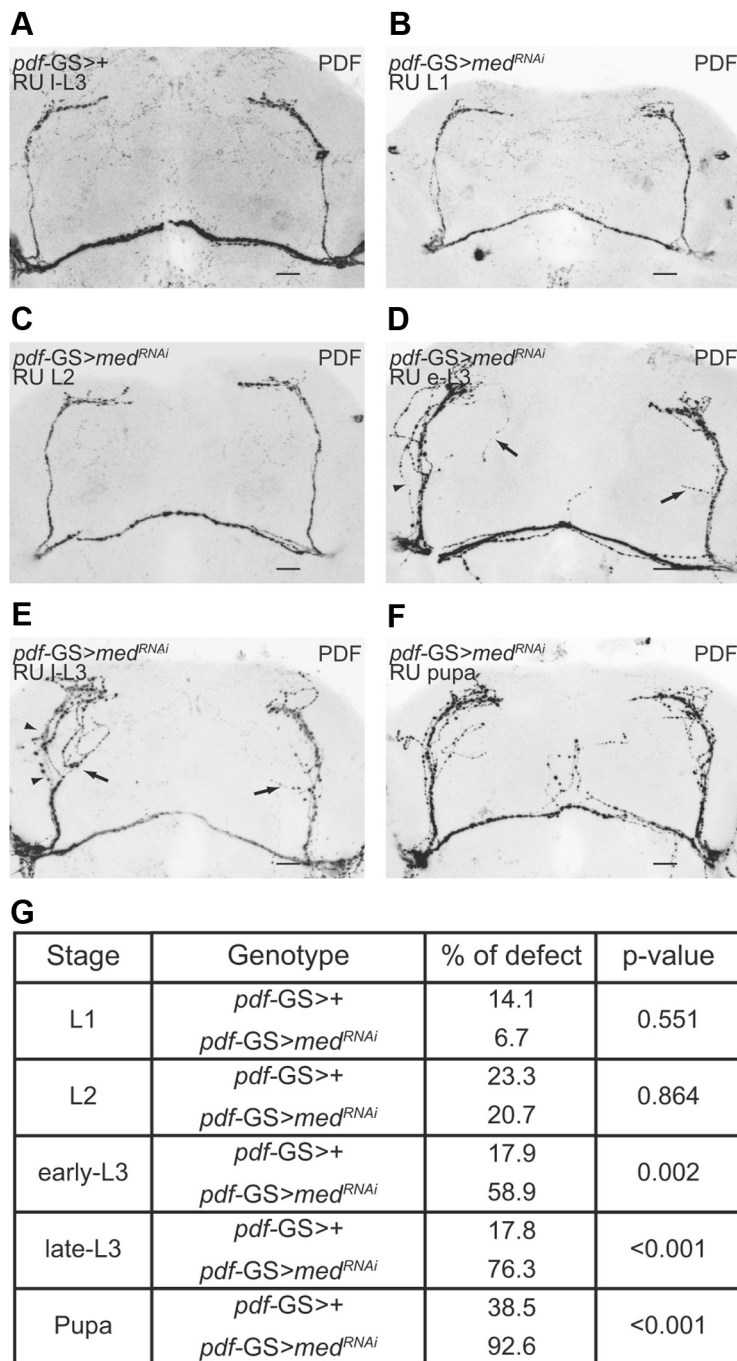 A
pdf-GS>+ PDF
RU l-L3
B
pdf-GS>med^RNAi PDF
RU L1
C
pdf-GS>med^RNAi PDF
RU L2
D
pdf-GS>med^RNAi PDF
RU e-L3
E
pdf-GS>med^RNAi PDF
RU l-L3
F
pdf-GS>med^RNAi PDF
RU pupa
G
Stage Genotype % of defect p-value
L1 pdf-GS>+ 14.1 0.551
pdf-GS>med^RNAi 6.7
L2 pdf-GS>+ 23.3 0.864
pdf-GS>med^RNAi 20.7
early-L3 pdf-GS>+ 17.9 0.002
pdf-GS>med^RNAi 58.9
late-L3 pdf-GS>+ 17.8 <0.001
pdf-GS>med^RNAi 76.3
Pupa pdf-GS>+ 38.5 <0.001
pdf-GS>med^RNAi 92.6